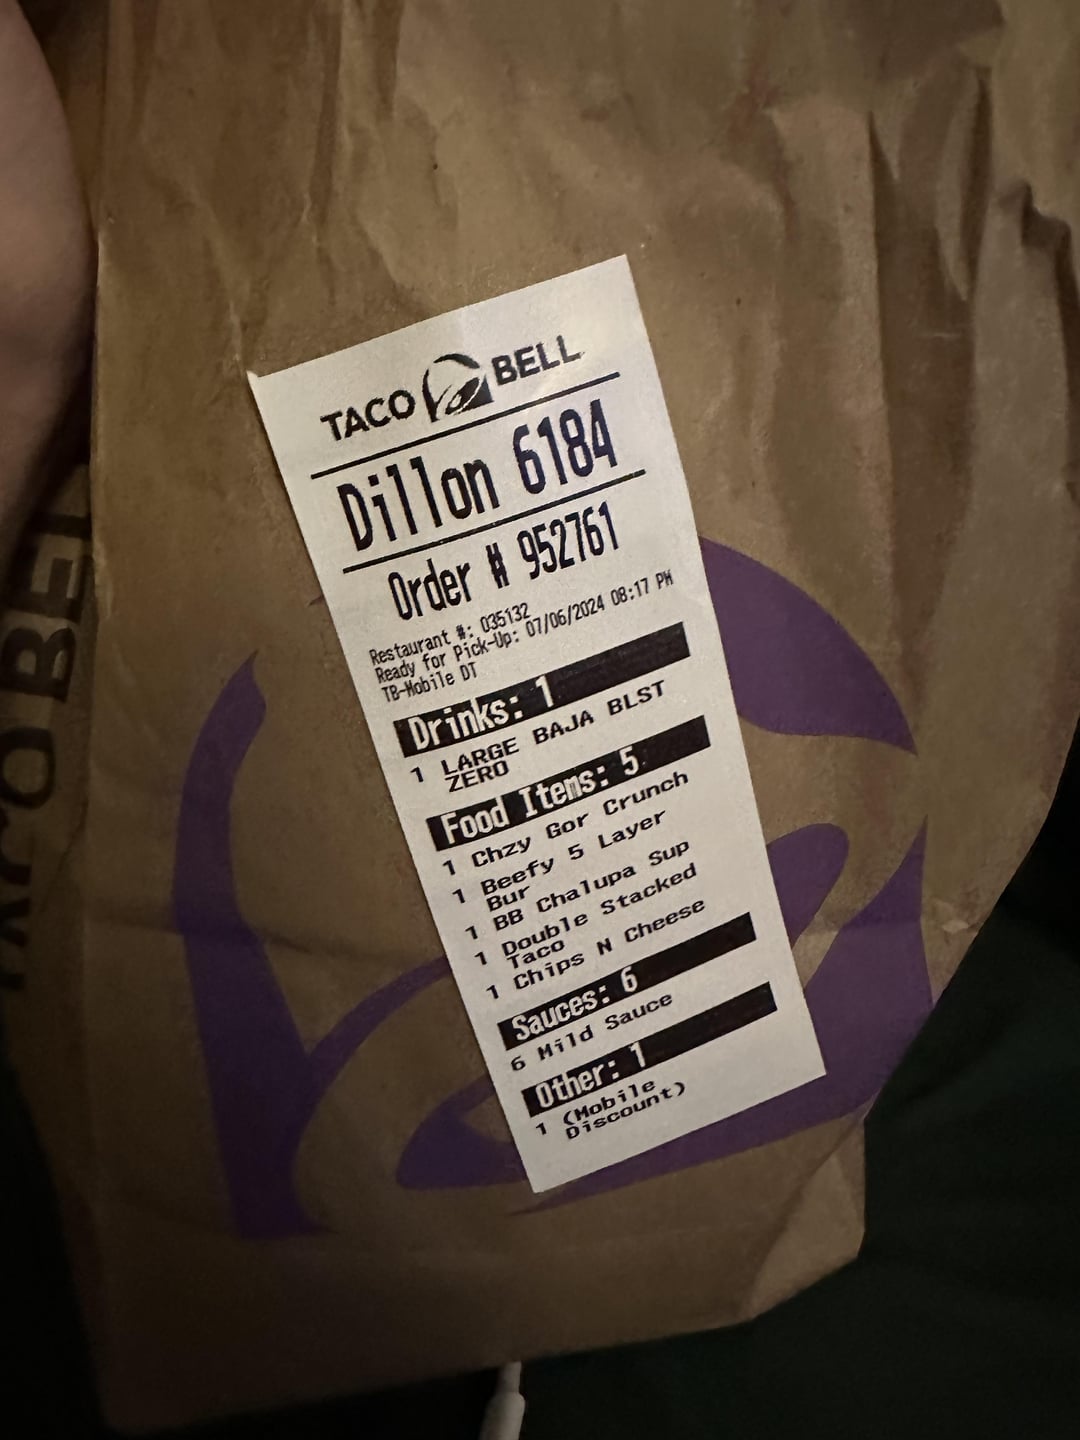 TACO BELL
Dillon 6184
Order # 952761
Restaurant #: 035132
Ready for Pick-Up: 07/06/2024 08:17 PM
TB-Mobile DT
Drinks: 1
1 LARGE BAJA BLST
ZERO
Food Items: 5
1 Chzy Gor Crunch
1 Beefy 5 Layer
Bur
1 BB Chalupa Sup
1 Double Stacked
Taco
1 Chips N Cheese
Sauces: 6
6 Mild Sauce
Other: 1
1 (Mobile
Discount)
TACO BEL